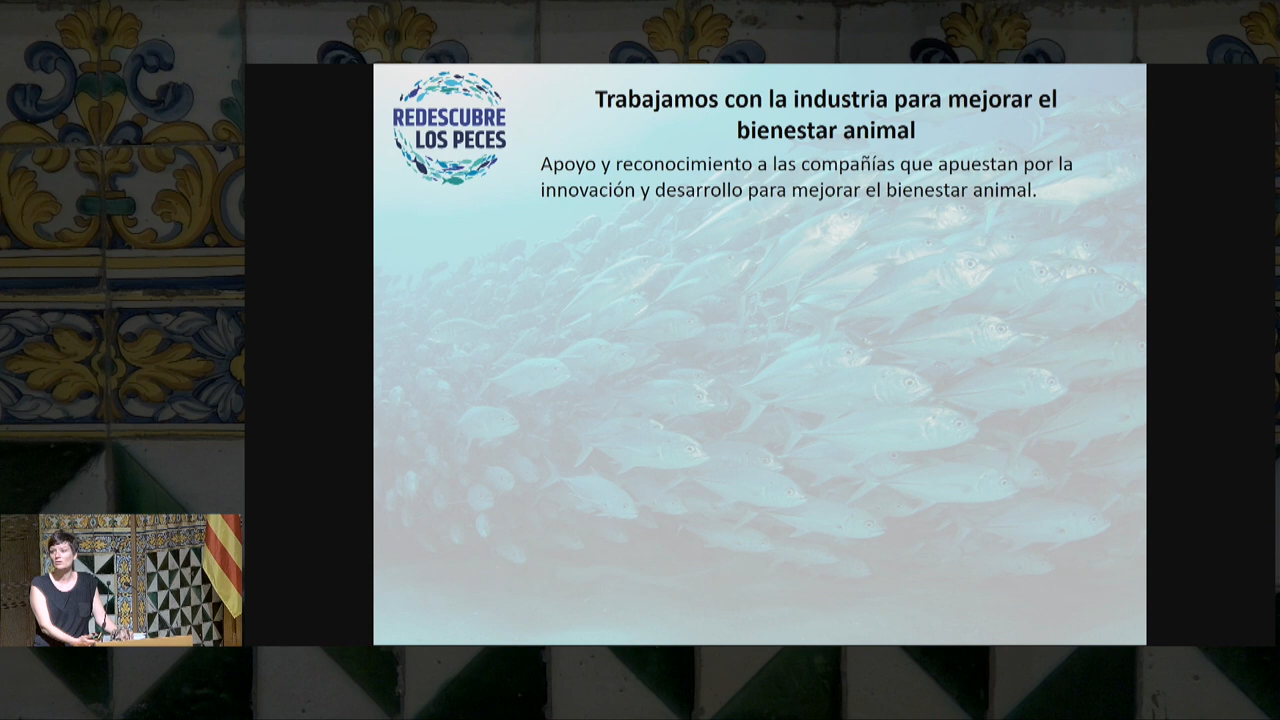 REDESCUBRE
LOS PECES
Trabajamos con la industria para mejorar el
bienestar animal
Apoyo y reconocimiento a las compañías que apuestan por la
innovación y desarrollo para mejorar el bienestar animal.